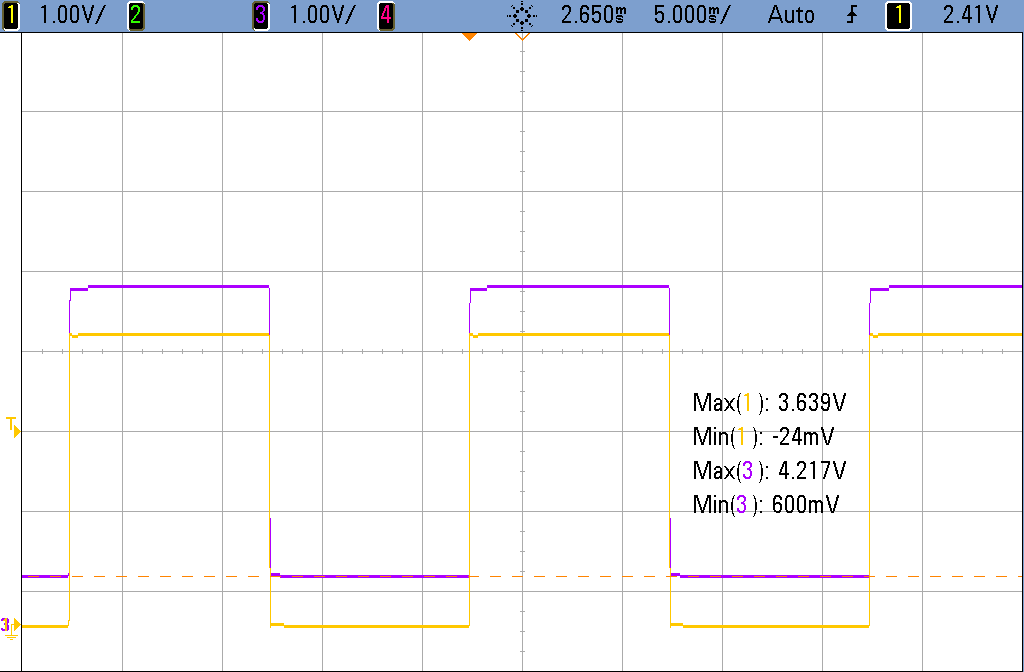 1 1.00V/ 2 3 1.00V/ 4 2.650ms 5.000ms/ Auto 1 2.41V
Max(1): 3.639V
Min(1): -24mV
T
Max(3): 4.217V
Min(3): 600mV
3